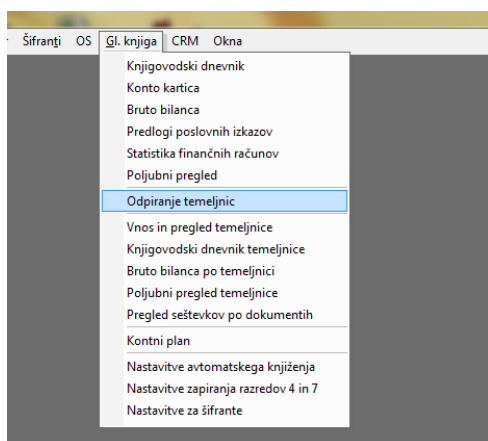 Šifranti OS Gl. knjiga CRM Okna
Knjigovodski dnevnik
Konto kartica
Bruto bilanca
Predlogi poslovnih izkazov
Statistika finančnih računov
Poljubni pregled
Odpiranje temeljnic
Vnos in pregled temeljnice
Knjigovodski dnevnik temeljnice
Bruto bilanca po temeljnici
Poljubni pregled temeljnice
Pregled seštevkov po dokumentih
Kontni plan
Nastavitve avtomatskega knjiženja
Nastavitve zapiranja razredov 4 in 7
Nastavitve za šifrante